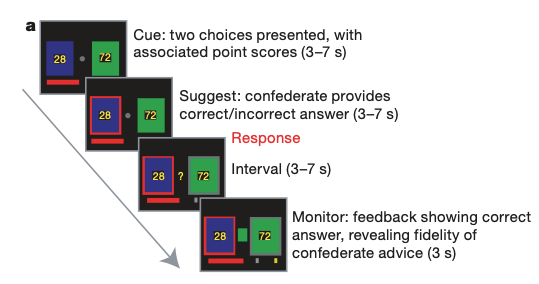 a
Cue: two choices presented, with
associated point scores (3–7 s)
28
72
Suggest: confederate provides
correct/incorrect answer (3–7 s)
28
72
Response
Interval (3–7 s)
28 ? 72
Monitor: feedback showing correct
answer, revealing fidelity of
confederate advice (3 s)
28
72